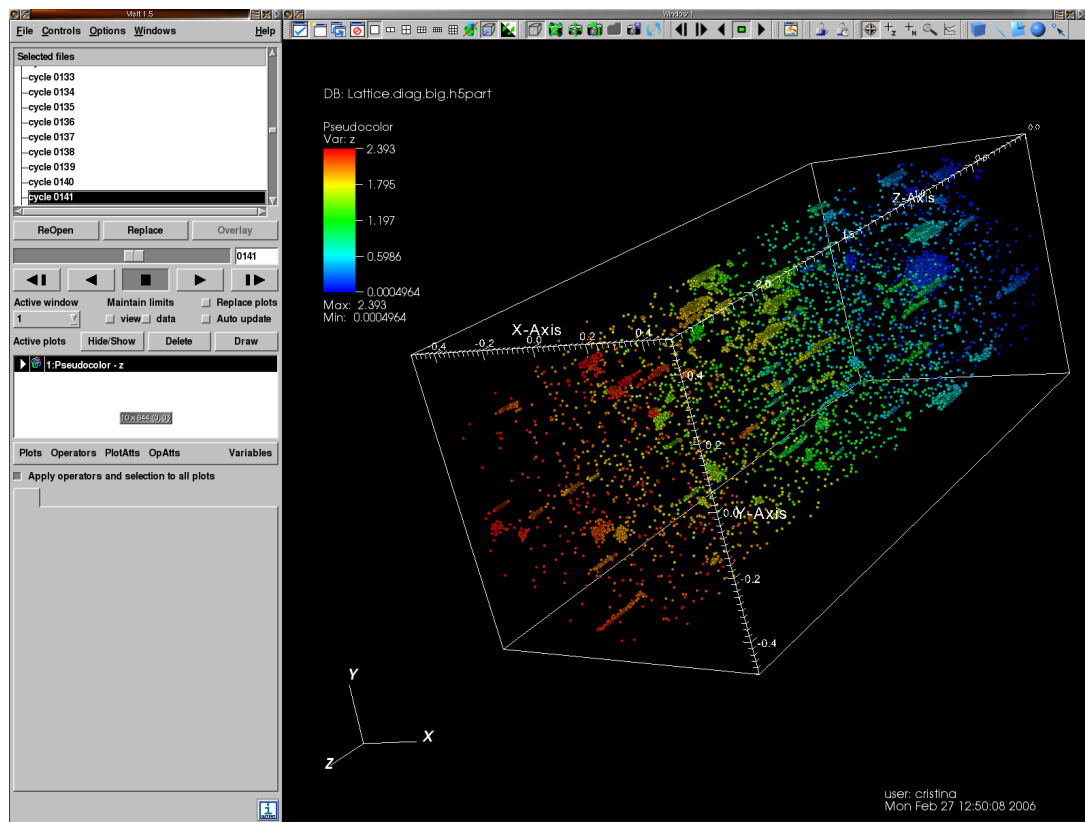 VisIt 1.5
Window 1
File Controls Options Windows Help
Selected files
cycle 0133
cycle 0134
cycle 0135
cycle 0136
cycle 0137
cycle 0138
cycle 0139
cycle 0140
cycle 0141
ReOpen Replace Overlay
0141
Active window Maintain limits Replace plots
1 view data Auto update
Active plots Hide/Show Delete Draw
1:Pseudocolor - z
Plots Operators PlotAtts OpAtts Variables
Apply operators and selection to all plots
DB: Lattice.diag.big.h5part
Pseudocolor
Var: z
2.393
1.795
1.197
0.5986
0.0004964
Max: 2.393
Min: 0.0004964
0.0
Z-Axis
1.5
2.0
X-Axis
-0.4 -0.2 0.0 0.2 0.4
0.4
0.2
0.0
Y-Axis
-0.2
-0.4
Y
X
Z
user: cristina
Mon Feb 27 12:50:08 2006